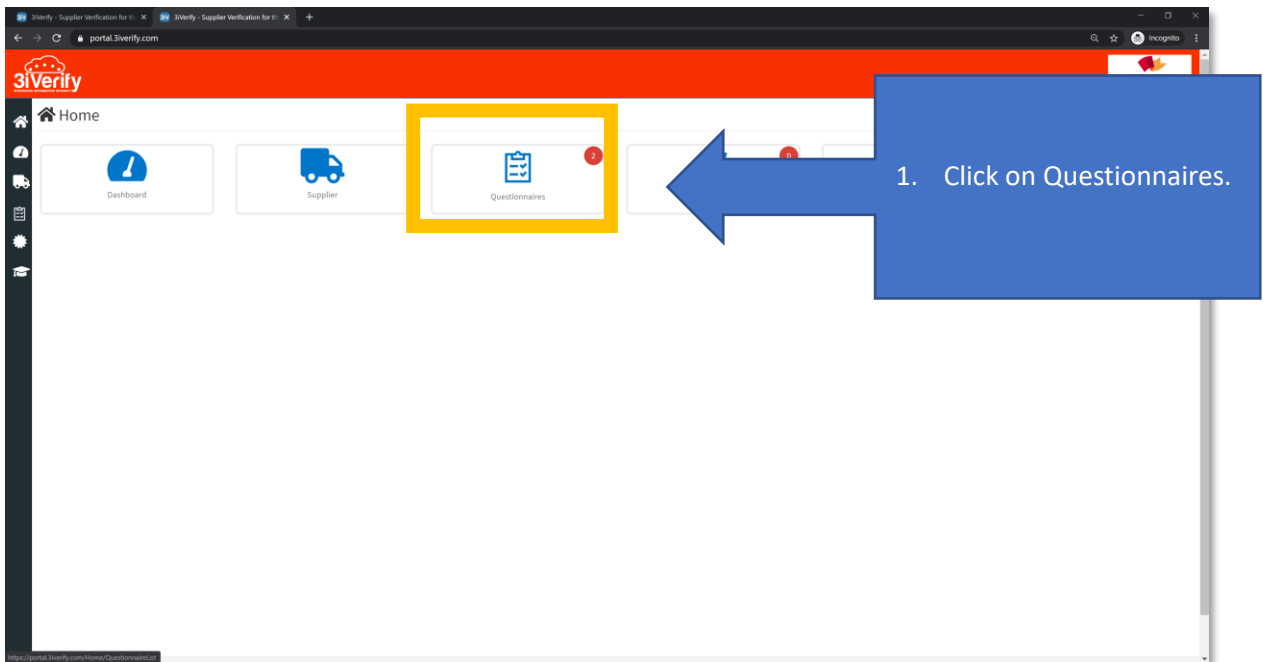 3iVerify - Supplier Verification for th
3iVerify - Supplier Verification for th
portal.3iverify.com
Incognito
3iVerify
Home
Dashboard
Supplier
2
Questionnaires
0
1. Click on Questionnaires.
https://portal.3iverify.com/Home/QuestionnaireList